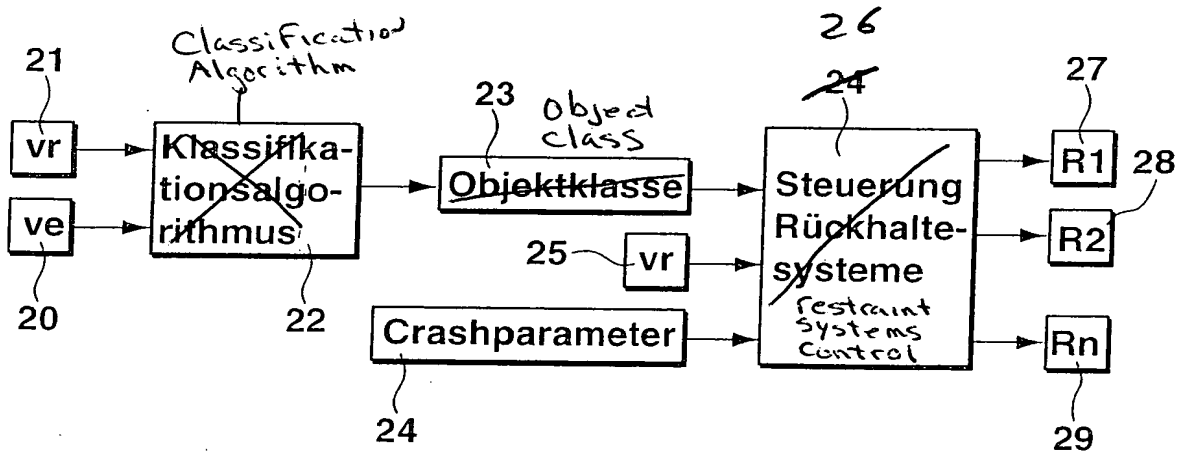 26
Classification
Algorithm
21
23
Object
class
24
27
vr
Klassifika-
tionsalgo-
rithmus
Objektklasse
Steuerung
Rückhalte-
systeme
restraint
systems
control
R1
28
ve
25
vr
R2
20
22
Crashparameter
Rn
24
29